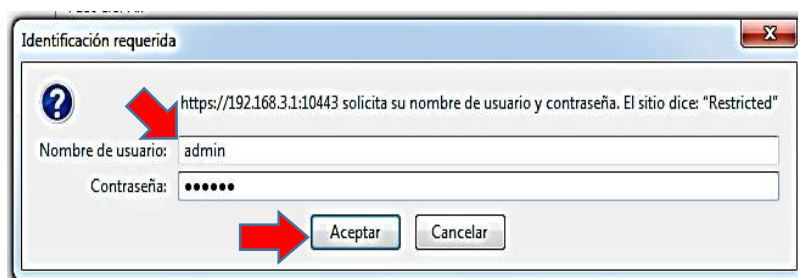 Identificación requerida
https://192.168.3.1:10443 solicita su nombre de usuario y contraseña. El sitio dice: "Restricted"
Nombre de usuario: admin
Contraseña: ●●●●●●
Aceptar Cancelar